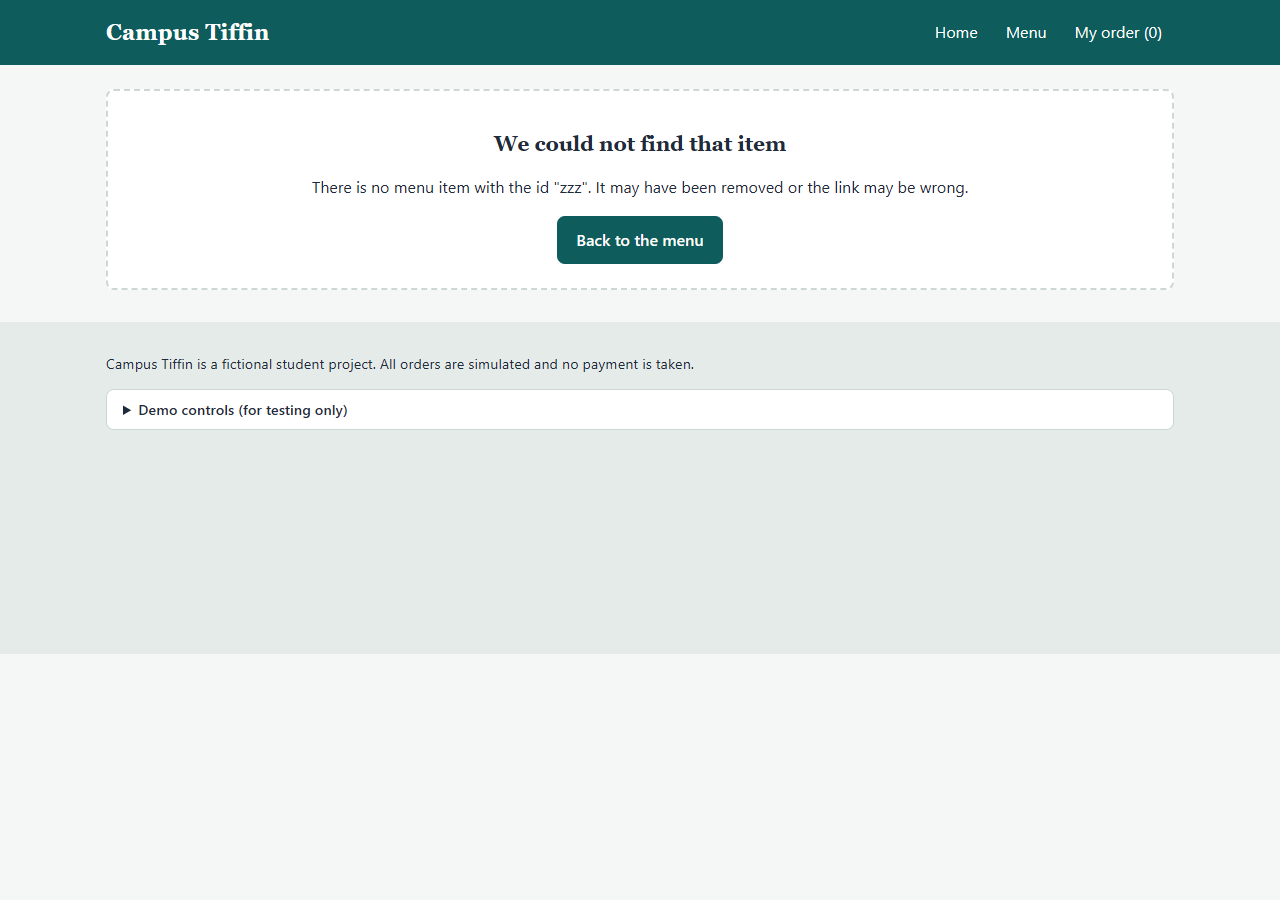 Campus Tiffin
Home
Menu
My order (0)
We could not find that item
There is no menu item with the id "zzz". It may have been removed or the link may be wrong.
Back to the menu
Campus Tiffin is a fictional student project. All orders are simulated and no payment is taken.
Demo controls (for testing only)